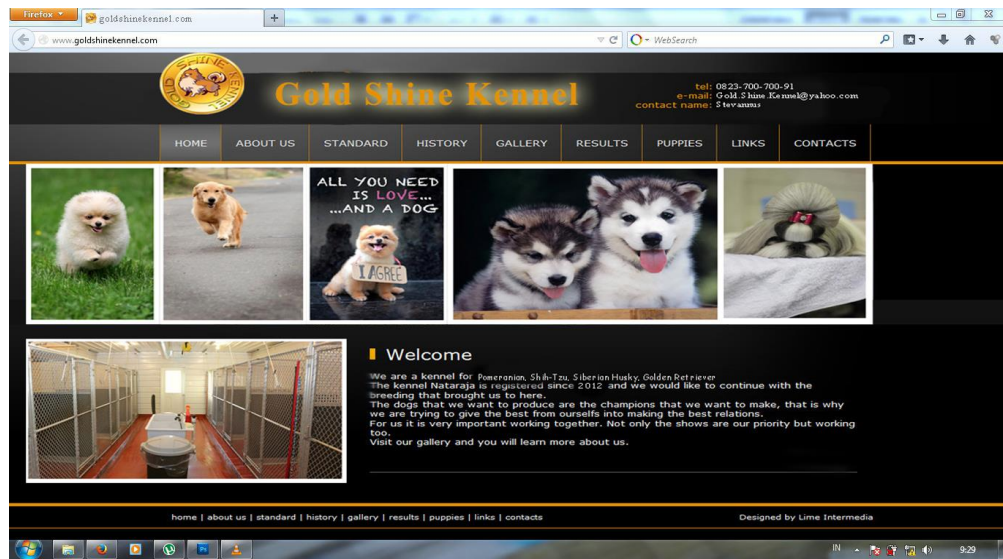 Firefox
goldshinekennel.com
www.goldshinekennel.com
WebSearch
GOLD SHINE KENNEL
Gold Shine Kennel
tel: 0823-700-700-91
e-mail: Gold.Shine.Kennel@yahoo.com
contact name: Stevannus
HOME ABOUT US STANDARD HISTORY GALLERY RESULTS PUPPIES LINKS CONTACTS
ALL YOU NEED
IS LOVE...
...AND A DOG
I AGREE
Welcome
We are a kennel for Pomeranian, Shih-Tzu, Siberian Husky, Golden Retriever
The kennel Nataraja is registered since 2012 and we would like to continue with the
breeding that brought us to here.
The dogs that we want to produce are the champions that we want to make, that is why
we are trying to give the best from ourselfs into making the best relations.
For us it is very important working together. Not only the shows are our priority but working
too.
Visit our gallery and you will learn more about us.
home | about us | standard | history | gallery | results | puppies | links | contacts
Designed by Lime Intermedia
IN
9:29